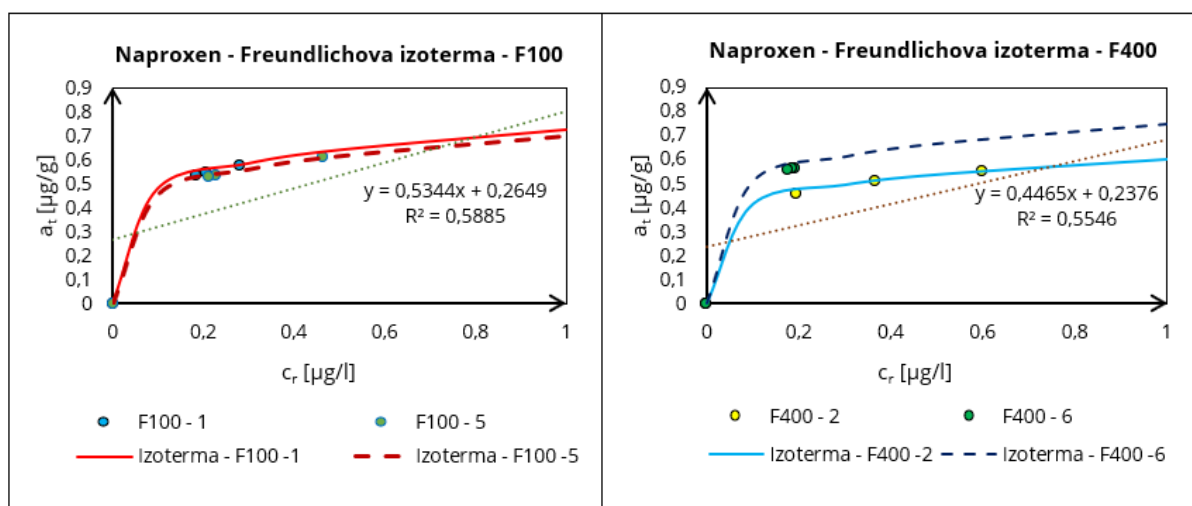 Naproxen - Freundlichova izoterma - F100
0,9
0,8
0,7
0,6
0,5
0,4
0,3
0,2
0,1
0
a_t [µg/g]
y = 0,5344x + 0,2649
R² = 0,5885
0 0,2 0,4 0,6 0,8 1
c_r [µg/l]
F100 - 1 F100 - 5
Izoterma - F100 -1 Izoterma - F100 -5
Naproxen - Freundlichova izoterma - F400
0,9
0,8
0,7
0,6
0,5
0,4
0,3
0,2
0,1
0
a_t [µg/g]
y = 0,4465x + 0,2376
R² = 0,5546
0 0,2 0,4 0,6 0,8 1
c_r [µg/l]
F400 - 2 F400 - 6
Izoterma - F400 -2 Izoterma - F400 -6